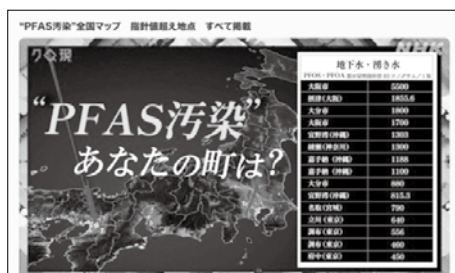 “PFAS汚染”全国マップ　指針値超え地点　すべて掲載
ク口現
NHK
“PFAS汚染”
あなたの町は？
地下水・湧き水
大阪市 5500
摂津(大阪) 1855.6
大分市 1800
大阪市 1700
宜野湾(沖縄) 1303
綾瀬(神奈川) 1300
嘉手納 (沖縄) 1188
嘉手納 (沖縄) 1100
大分市 880
宜野湾(沖縄) 815.3
名取(宮城) 790
立川 (東京) 640
調布(東京) 556
調布(東京) 460
府中(東京) 450